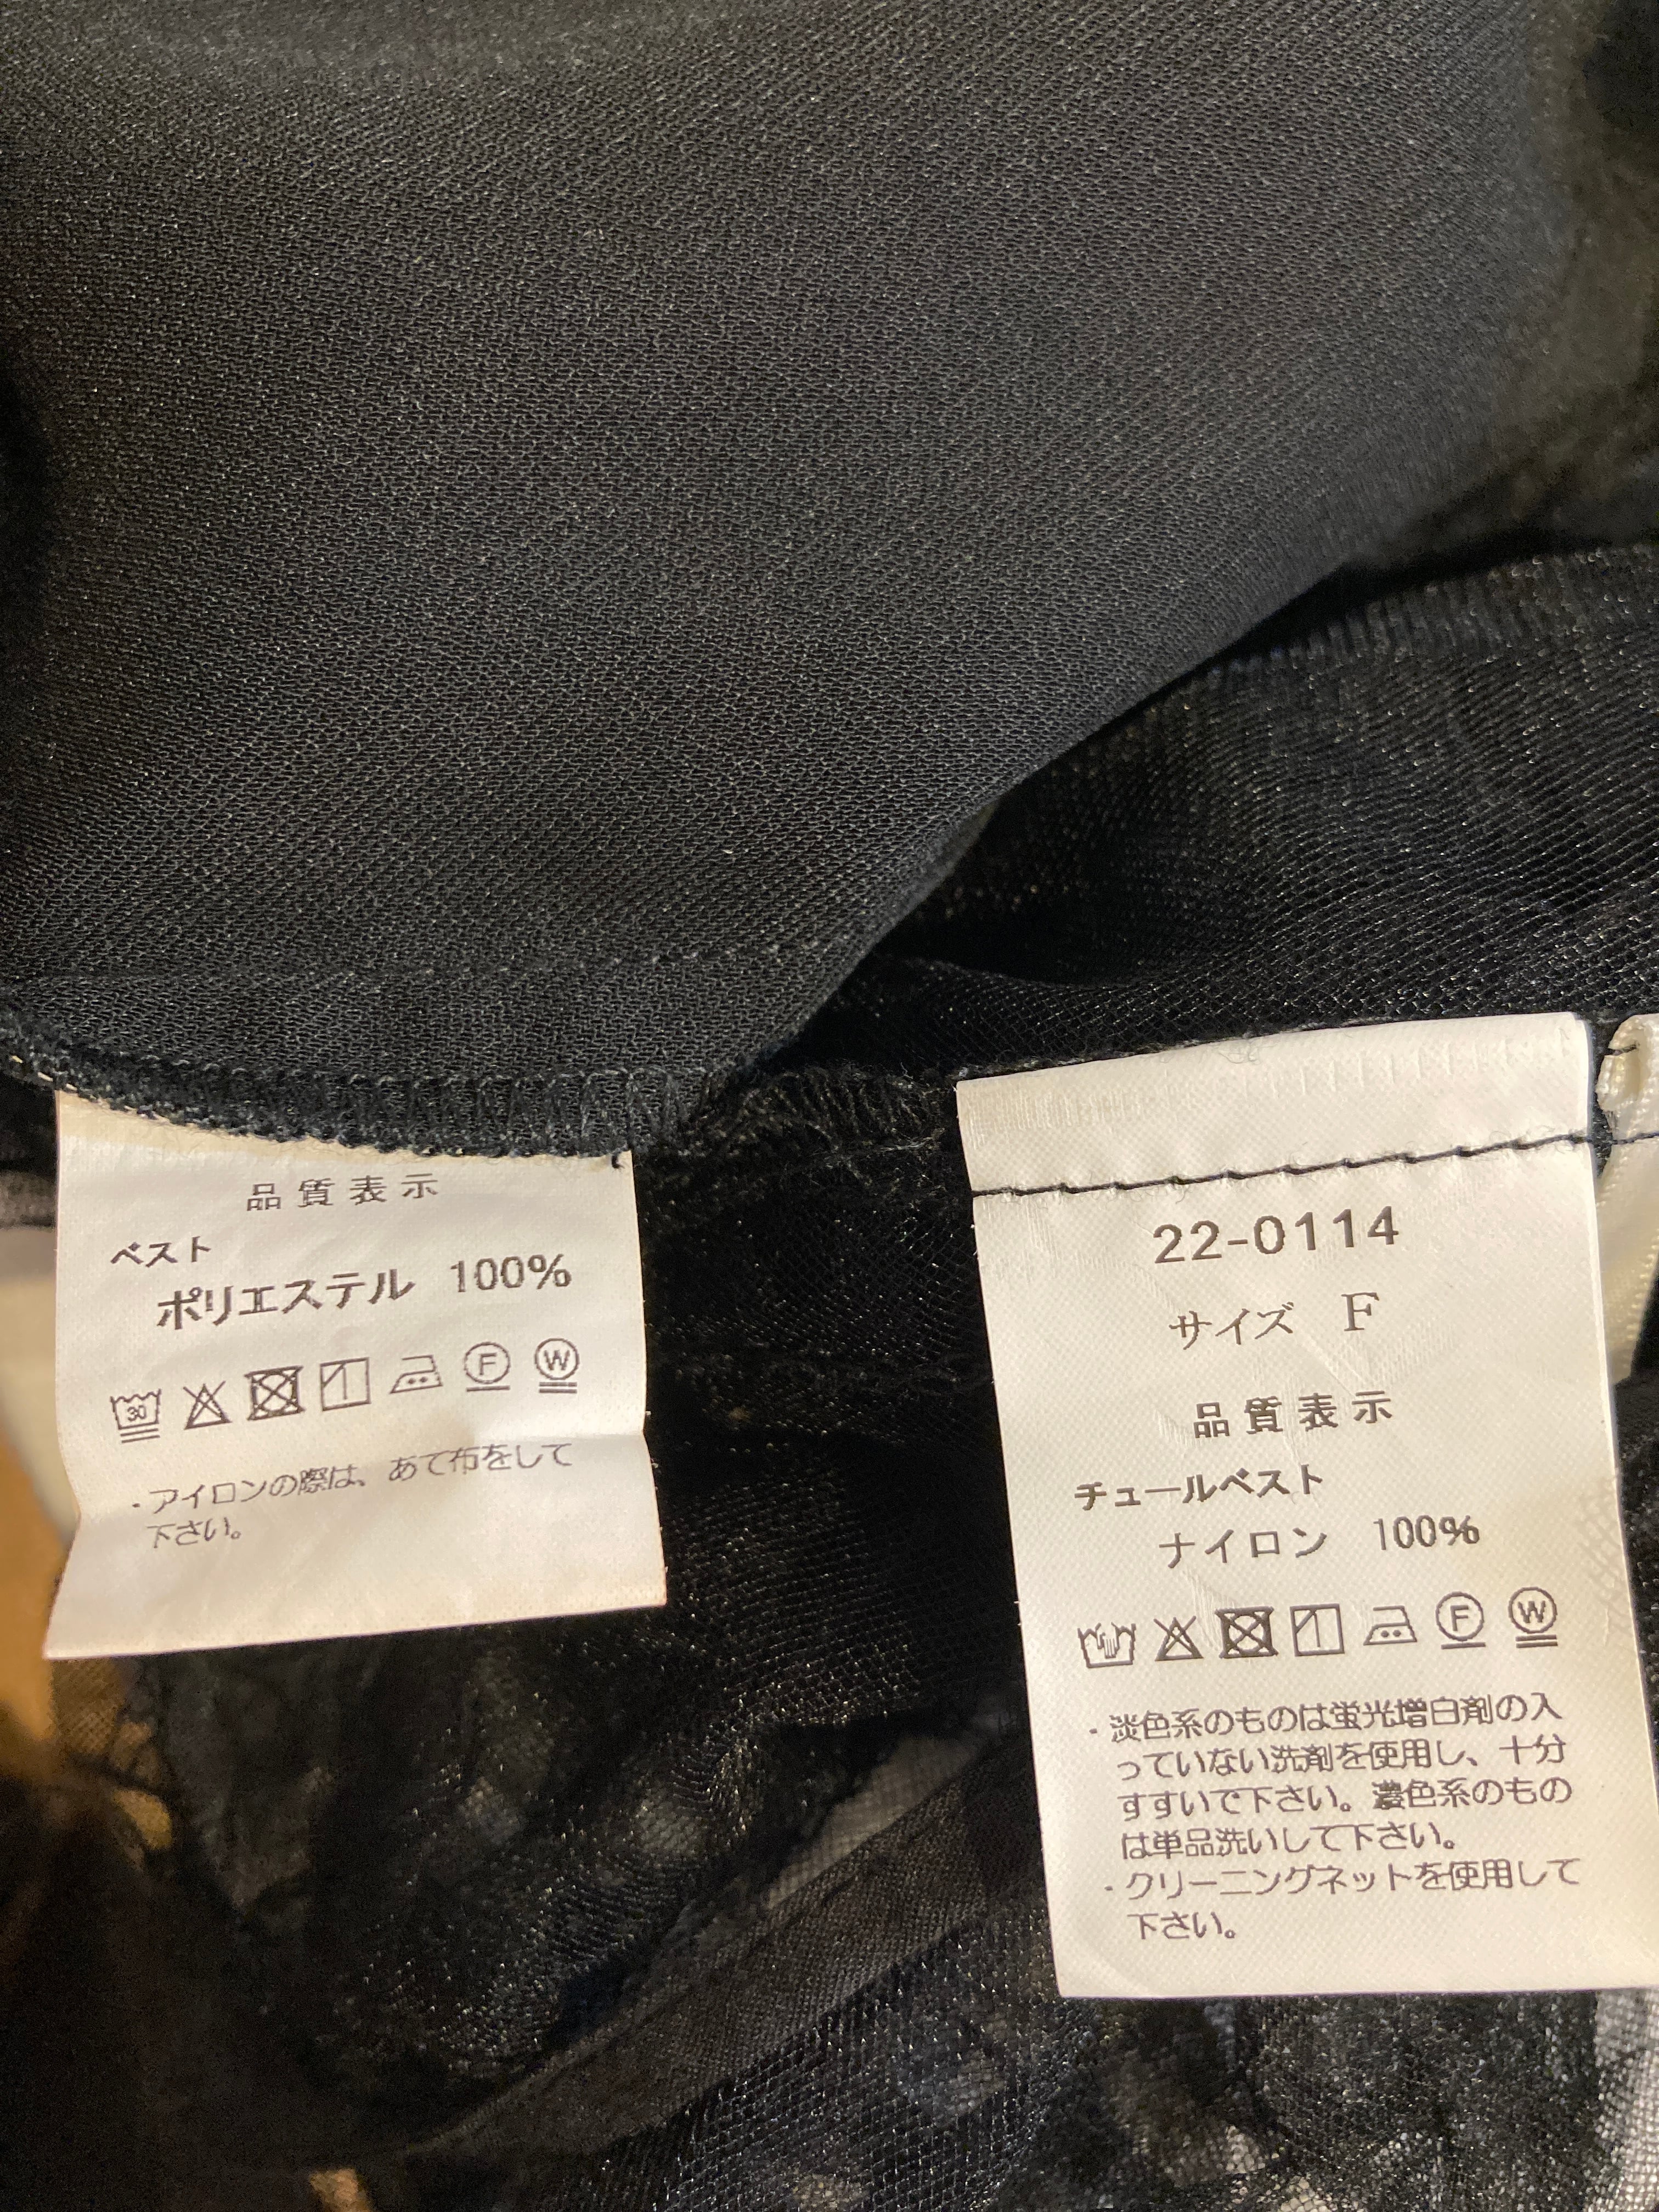 品質表示
ベスト
ポリエステル 100%
30
F
W
・アイロンの際は、あて布をして
下さい。
22-0114
サイズ F
品質表示
チュールベスト
ナイロン 100%
F
W
・淡色系のものは蛍光増白剤の入
っていない洗剤を使用し、十分
すすいで下さい。濃色系のもの
は単品洗いして下さい。
・クリーニングネットを使用して
下さい。